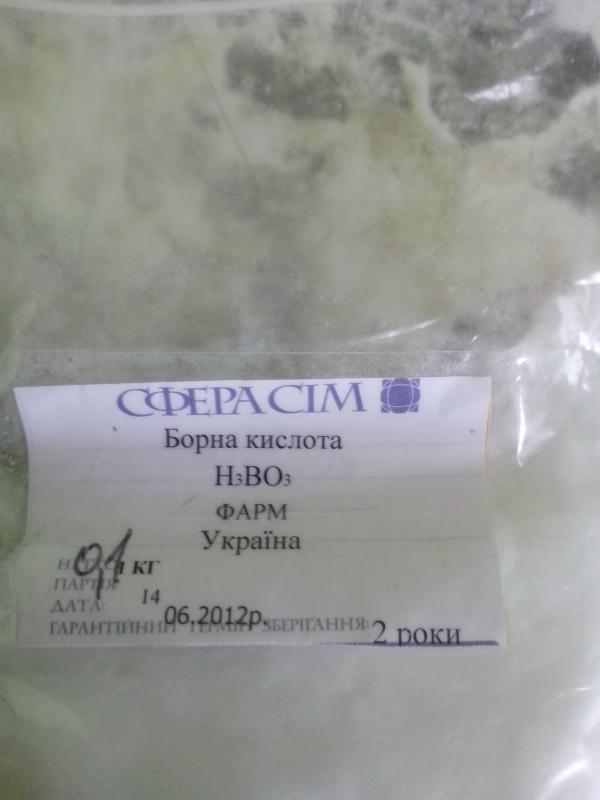 СФЕРА СІМ
Борна кислота
H₃BO₃
ФАРМ
Україна
0,1 кг
ПАРТІЯ: 14
ДАТА: 06.2012р.
ГАРАНТІЙНИЙ ТЕРМІН ЗБЕРІГАННЯ: 2 роки